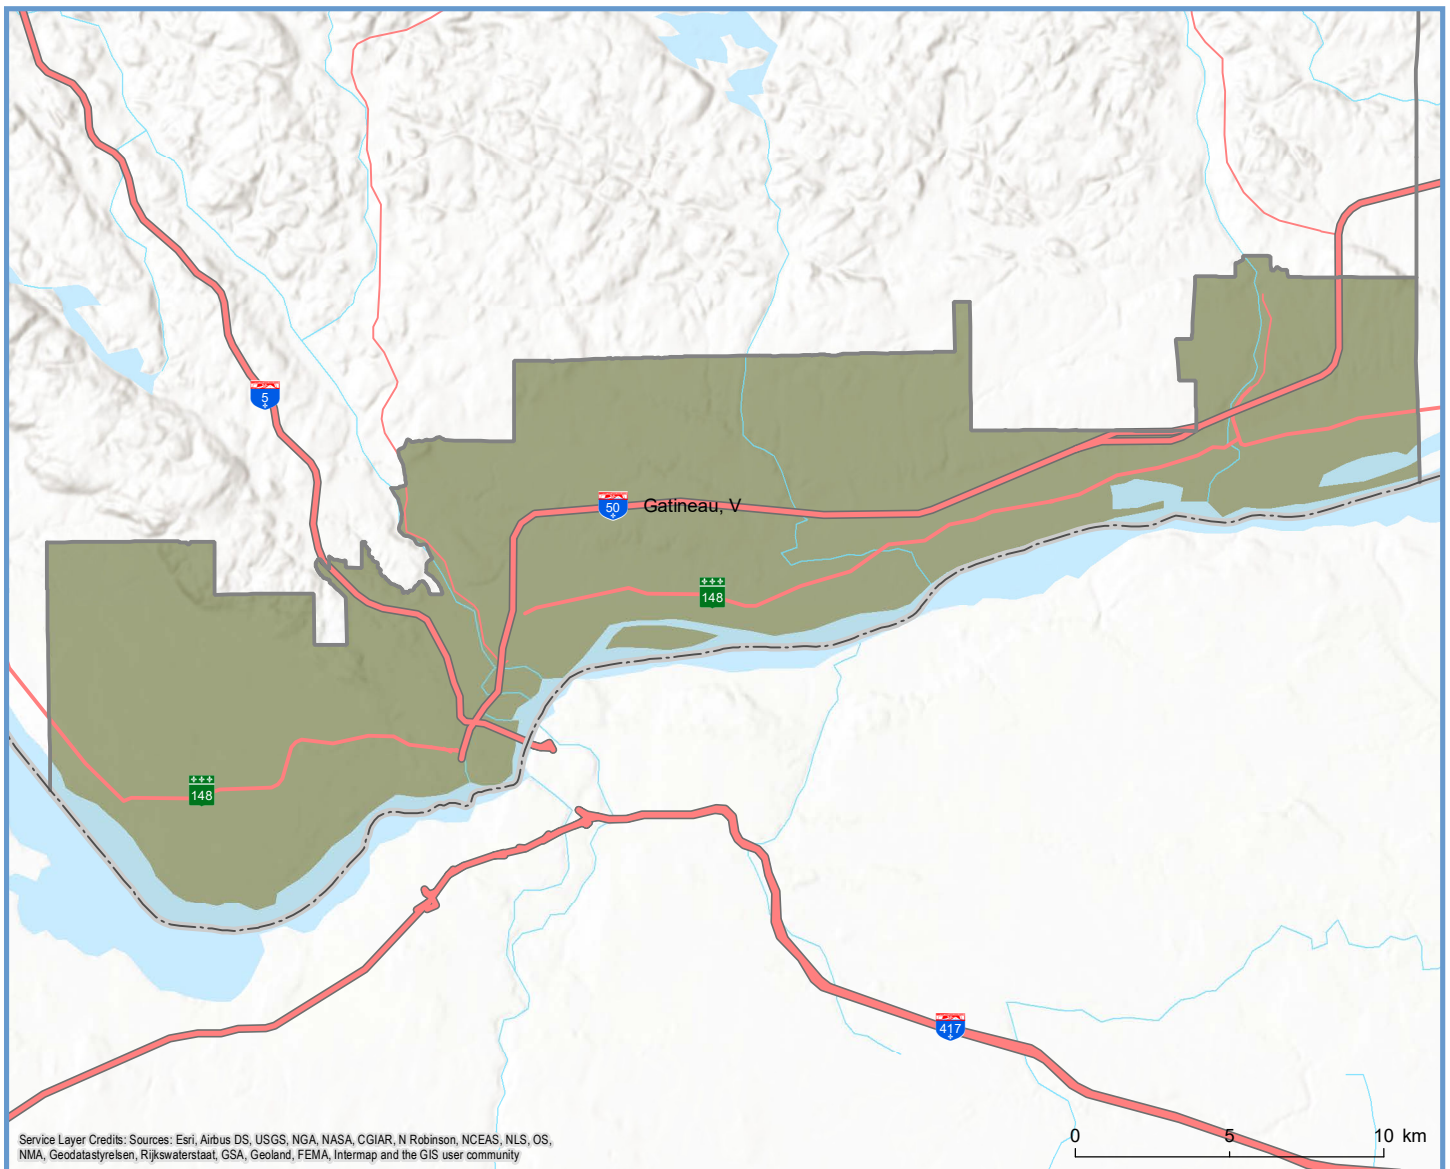 5
50
Gatineau, V
148
148
417
0 5 10 km
Service Layer Credits: Sources: Esri, Airbus DS, USGS, NGA, NASA, CGIAR, N Robinson, NCEAS, NLS, OS,
NMA, Geodatastyrelsen, Rijkswaterstaat, GSA, Geoland, FEMA, Intermap and the GIS user community